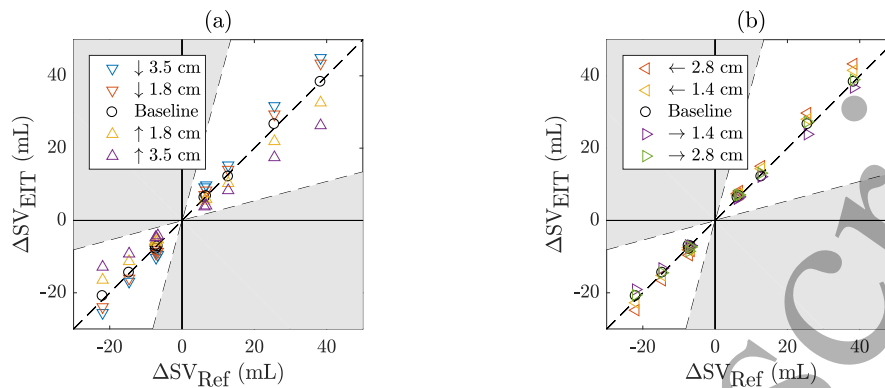 (a)
↓ 3.5 cm
↓ 1.8 cm
Baseline
↑ 1.8 cm
↑ 3.5 cm
40
20
0
-20
-20 0 20 40
ΔSV_EIT (mL)
ΔSV_Ref (mL)
(b)
← 2.8 cm
← 1.4 cm
Baseline
→ 1.4 cm
→ 2.8 cm
40
20
0
-20
-20 0 20 40
ΔSV_EIT (mL)
ΔSV_Ref (mL)